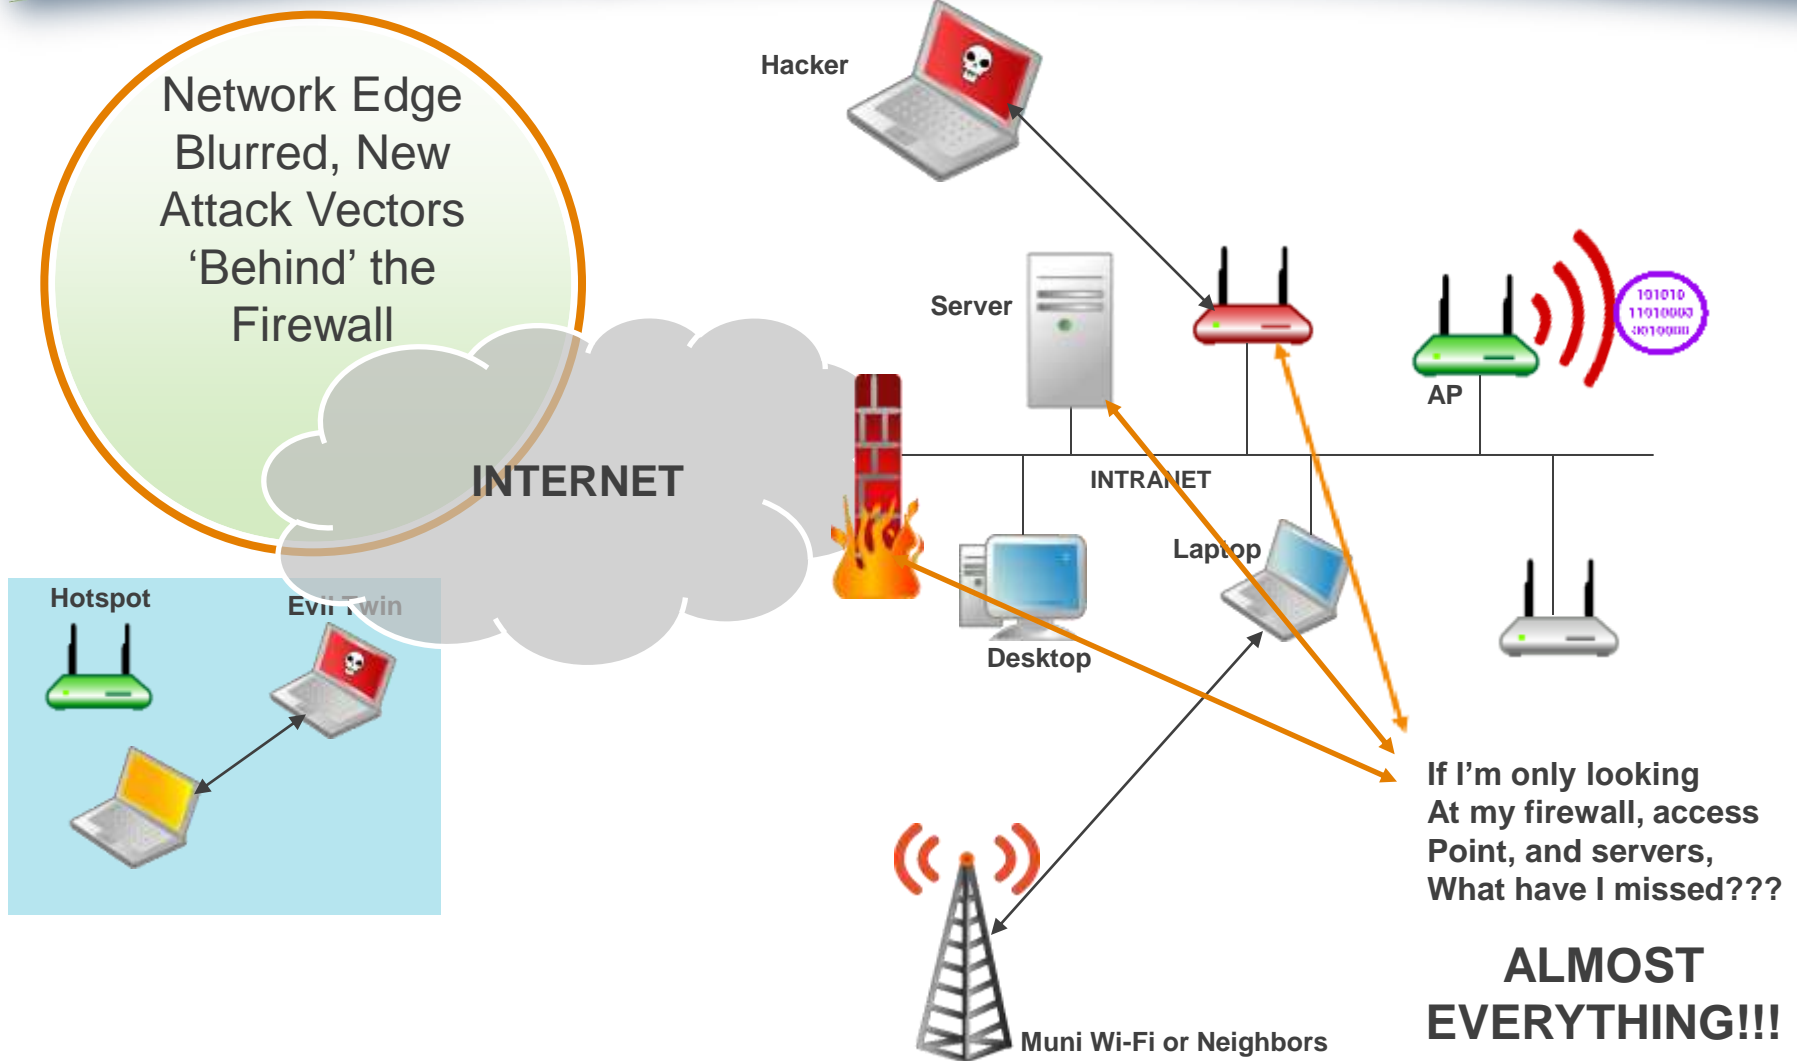 Network Edge
Blurred, New
Attack Vectors
‘Behind’ the
Firewall
Hacker
Server
101010
AP
INTERNET
INTRANET
Laptop
Desktop
Hotspot
Evil Twin
If I’m only looking
At my firewall, access
Point, and servers,
What have I missed???
ALMOST
EVERYTHING!!!
Muni Wi-Fi or Neighbors